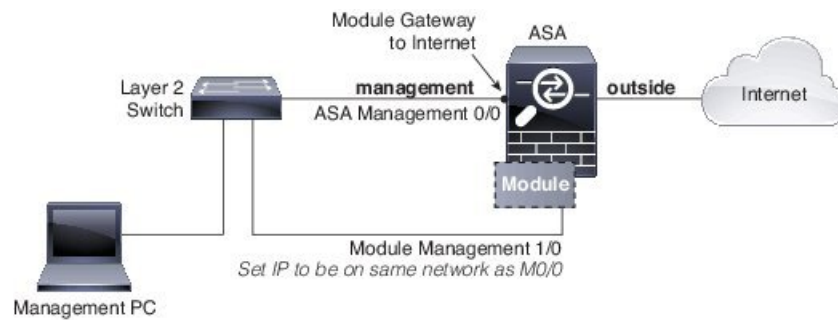 Module Gateway
to Internet
ASA
Layer 2
Switch
management
ASA Management 0/0
outside
Internet
Module
Module Management 1/0
Set IP to be on same network as M0/0
Management PC